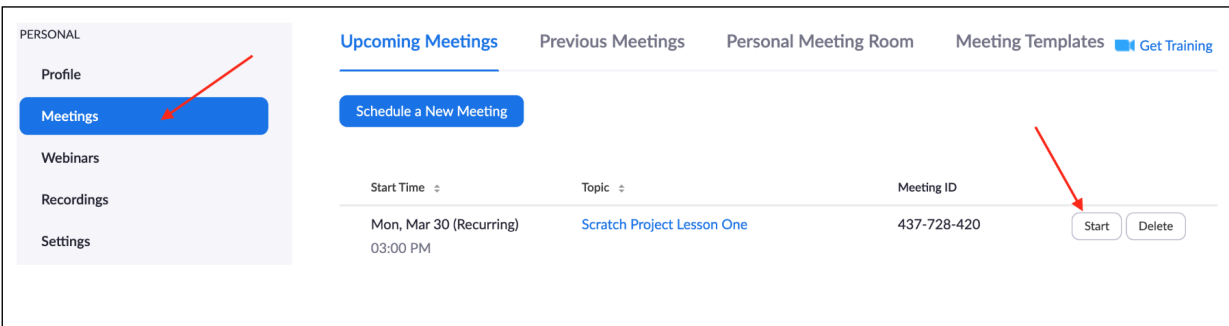 PERSONAL
Profile
Meetings
Webinars
Recordings
Settings
Upcoming Meetings Previous Meetings Personal Meeting Room Meeting Templates Get Training
Schedule a New Meeting
Start Time Topic Meeting ID
Mon, Mar 30 (Recurring) Scratch Project Lesson One 437-728-420 Start Delete
03:00 PM